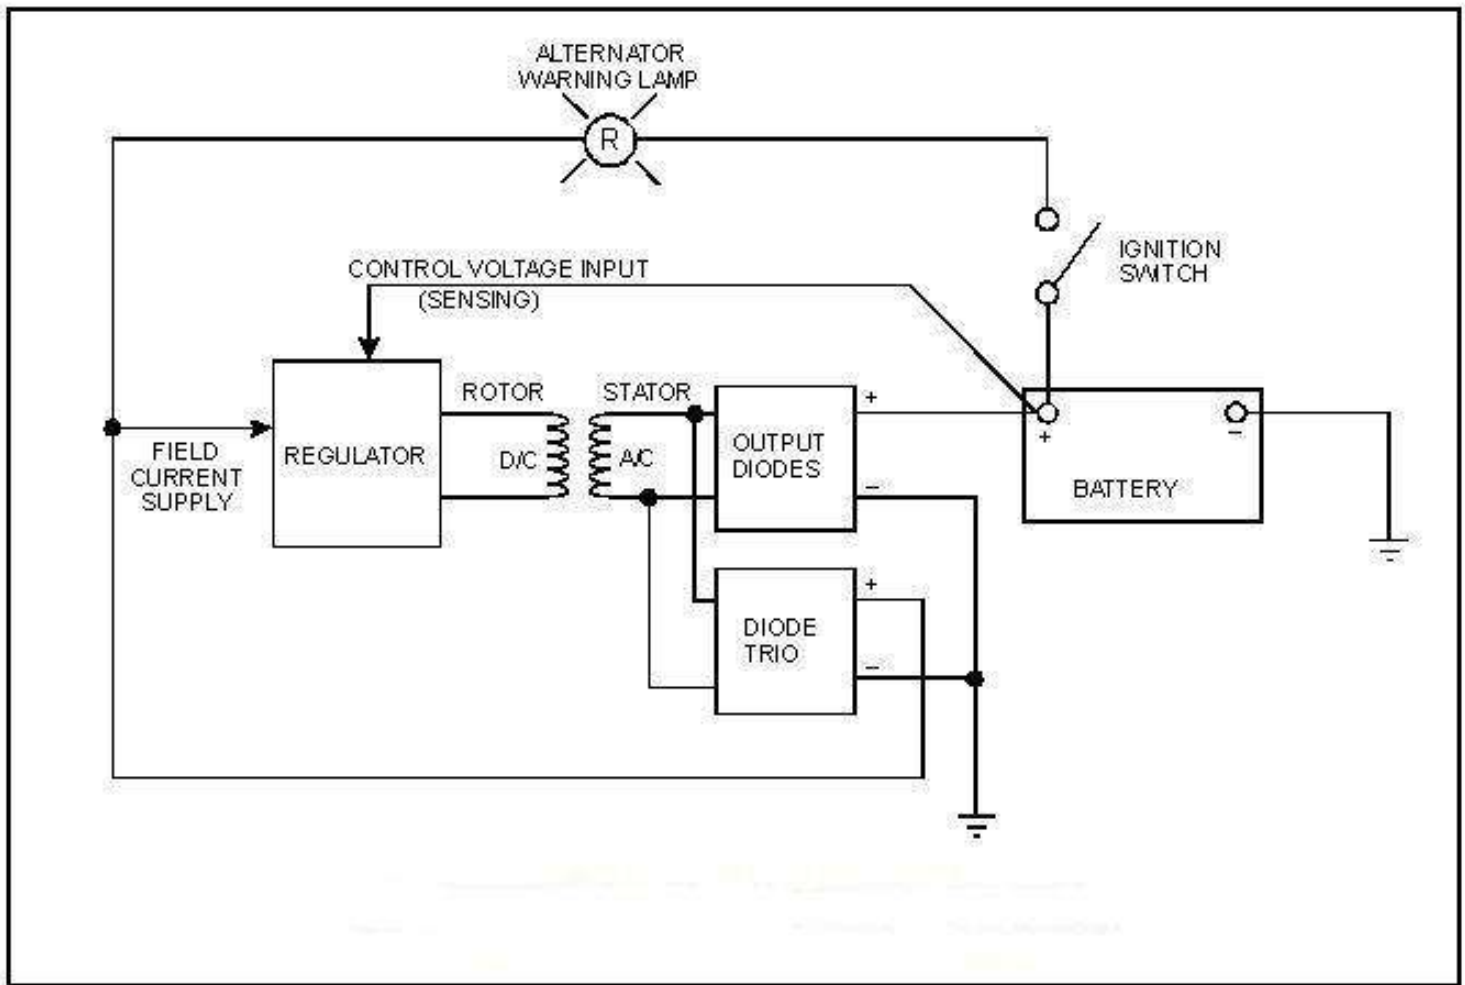 ALTERNATOR
WARNING LAMP
R
IGNITION
SWITCH
CONTROL VOLTAGE INPUT
(SENSING)
ROTOR
STATOR
+
FIELD
CURRENT
SUPPLY
REGULATOR
D/C
A/C
OUTPUT
DIODES
−
+
−
BATTERY
DIODE
TRIO
+
−